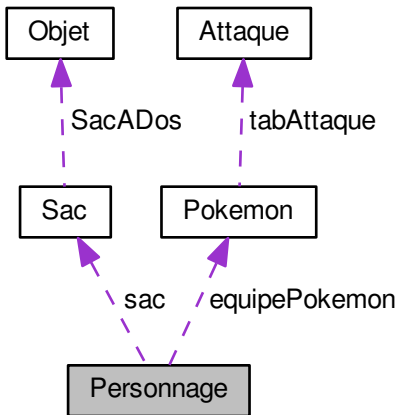 Objet
Attaque
SacADos
tabAttaque
Sac
Pokemon
sac
equipePokemon
Personnage